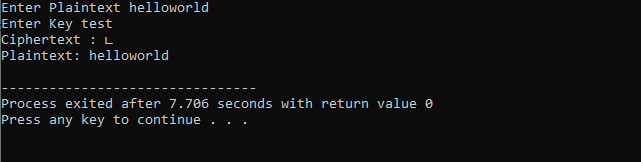 Enter Plaintext helloworld
Enter Key test
Ciphertext : ∟
Plaintext: helloworld
--------------------------------
Process exited after 7.706 seconds with return value 0
Press any key to continue . . .